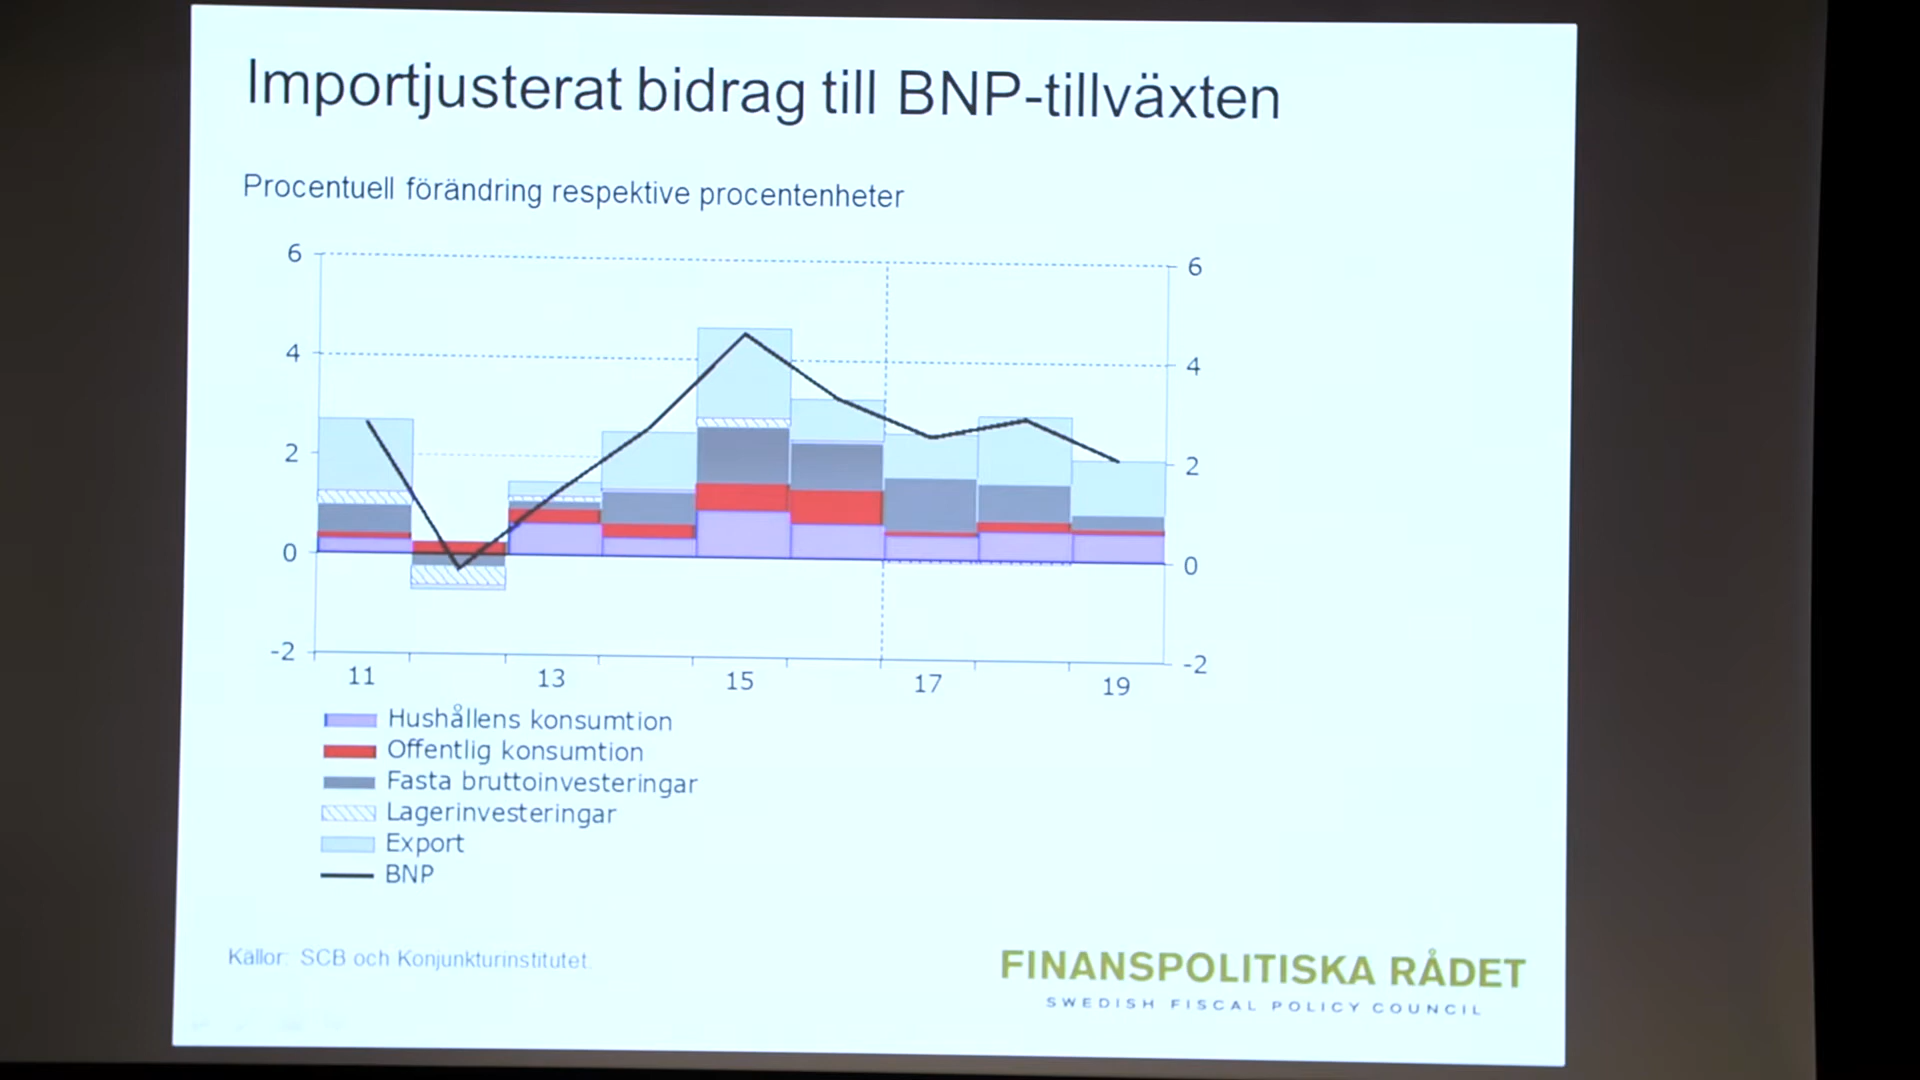 Importjusterat bidrag till BNP-tillväxten
Procentuell förändring respektive procentenheter
6 6
4 4
2 2
0 0
-2 -2
11 13 15 17 19
Hushållens konsumtion
Offentlig konsumtion
Fasta bruttoinvesteringar
Lagerinvesteringar
Export
BNP
Källor: SCB och Konjunkturinstitutet.
FINANSPOLITISKA RÅDET
SWEDISH FISCAL POLICY COUNCIL